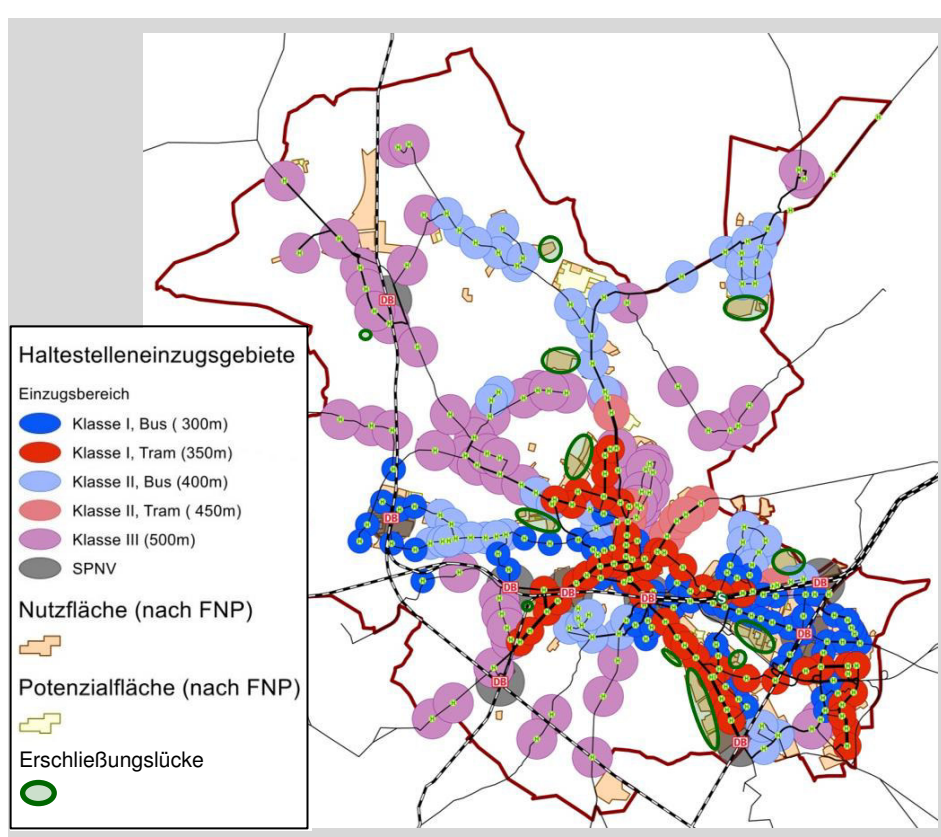 Haltestelleneinzugsgebiete
Einzugsbereich
Klasse I, Bus ( 300m)
Klasse I, Tram (350m)
Klasse II, Bus (400m)
Klasse II, Tram ( 450m)
Klasse III (500m)
SPNV
Nutzfläche (nach FNP)
Potenzialfläche (nach FNP)
Erschließungslücke
DB
DB
DB
DB
DB
DB
S
DB
DB
DB